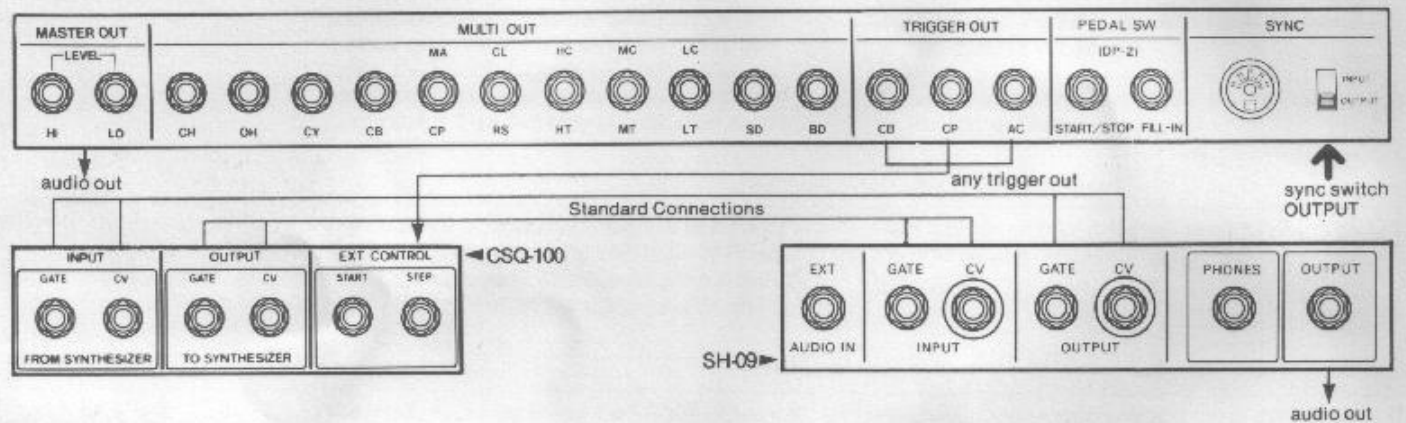 MASTER OUT MULTI OUT TRIGGER OUT PEDAL SW SYNC
LEVEL MA CL HC MC LC (DP-2)
INPUT
OUTPUT
HI LO CH OH CY CB CP RS HT MT LT SD BD CB CP AC START/STOP FILL-IN
audio out any trigger out sync switch
OUTPUT
Standard Connections
INPUT OUTPUT EXT CONTROL CSQ-100
GATE CV GATE CV START STEP
FROM SYNTHESIZER TO SYNTHESIZER
EXT GATE CV GATE CV PHONES OUTPUT
AUDIO IN INPUT OUTPUT
SH-09
audio out